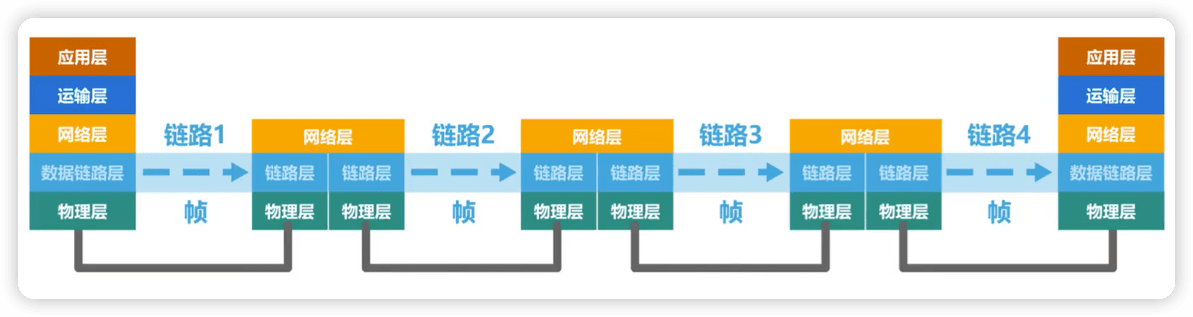 应用层
运输层
网络层
数据链路层
物理层
链路1
帧
网络层
链路层 链路层
物理层 物理层
链路2
帧
网络层
链路层 链路层
物理层 物理层
链路3
帧
网络层
链路层 链路层
物理层 物理层
链路4
帧
应用层
运输层
网络层
数据链路层
物理层